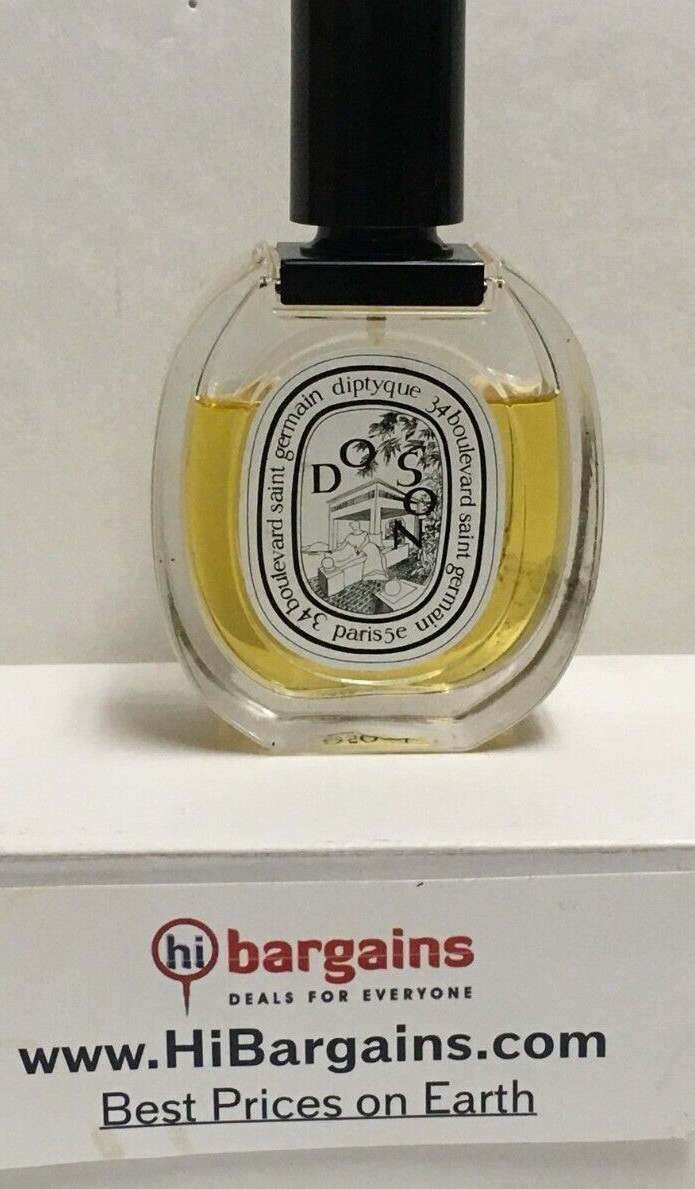 diptyque 34 boulevard saint germain paris5e 34 boulevard saint germain
DO SON
hi bargains
DEALS FOR EVERYONE
www.HiBargains.com
Best Prices on Earth